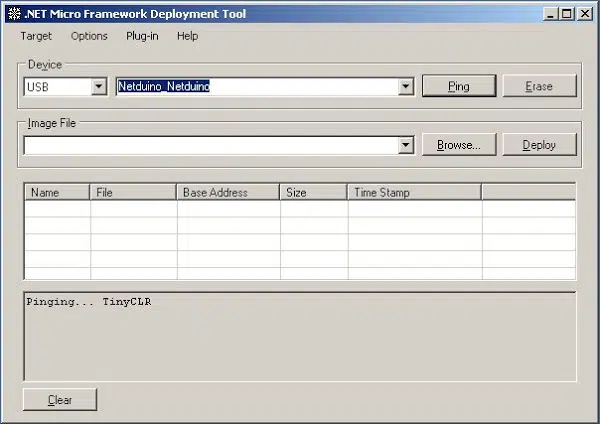 .NET Micro Framework Deployment Tool
Target Options Plug-in Help
Device
USB Netduino_Netduino Ping Erase
Image File
Browse... Deploy
Name File Base Address Size Time Stamp
Pinging... TinyCLR
Clear